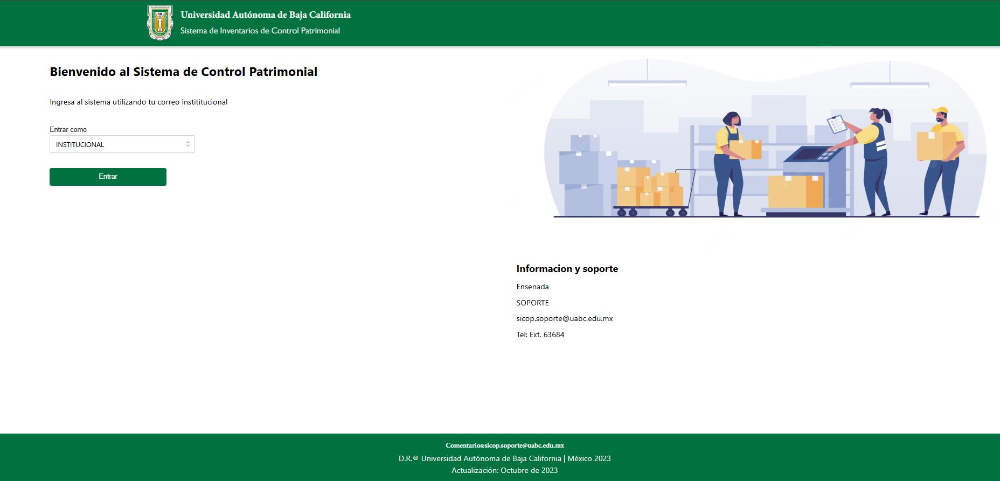 Universidad Autónoma de Baja California
Sistema de Inventarios de Control Patrimonial
Bienvenido al Sistema de Control Patrimonial
Ingresa al sistema utilizando tu correo instititucional
Entrar como
INSTITUCIONAL
Entrar
Informacion y soporte
Ensenada
SOPORTE
sicop.soporte@uabc.edu.mx
Tel: Ext. 63684
Comentarios:sicop.soporte@uabc.edu.mx
D.R.® Universidad Autónoma de Baja California | México 2023
Actualización: Octubre de 2023